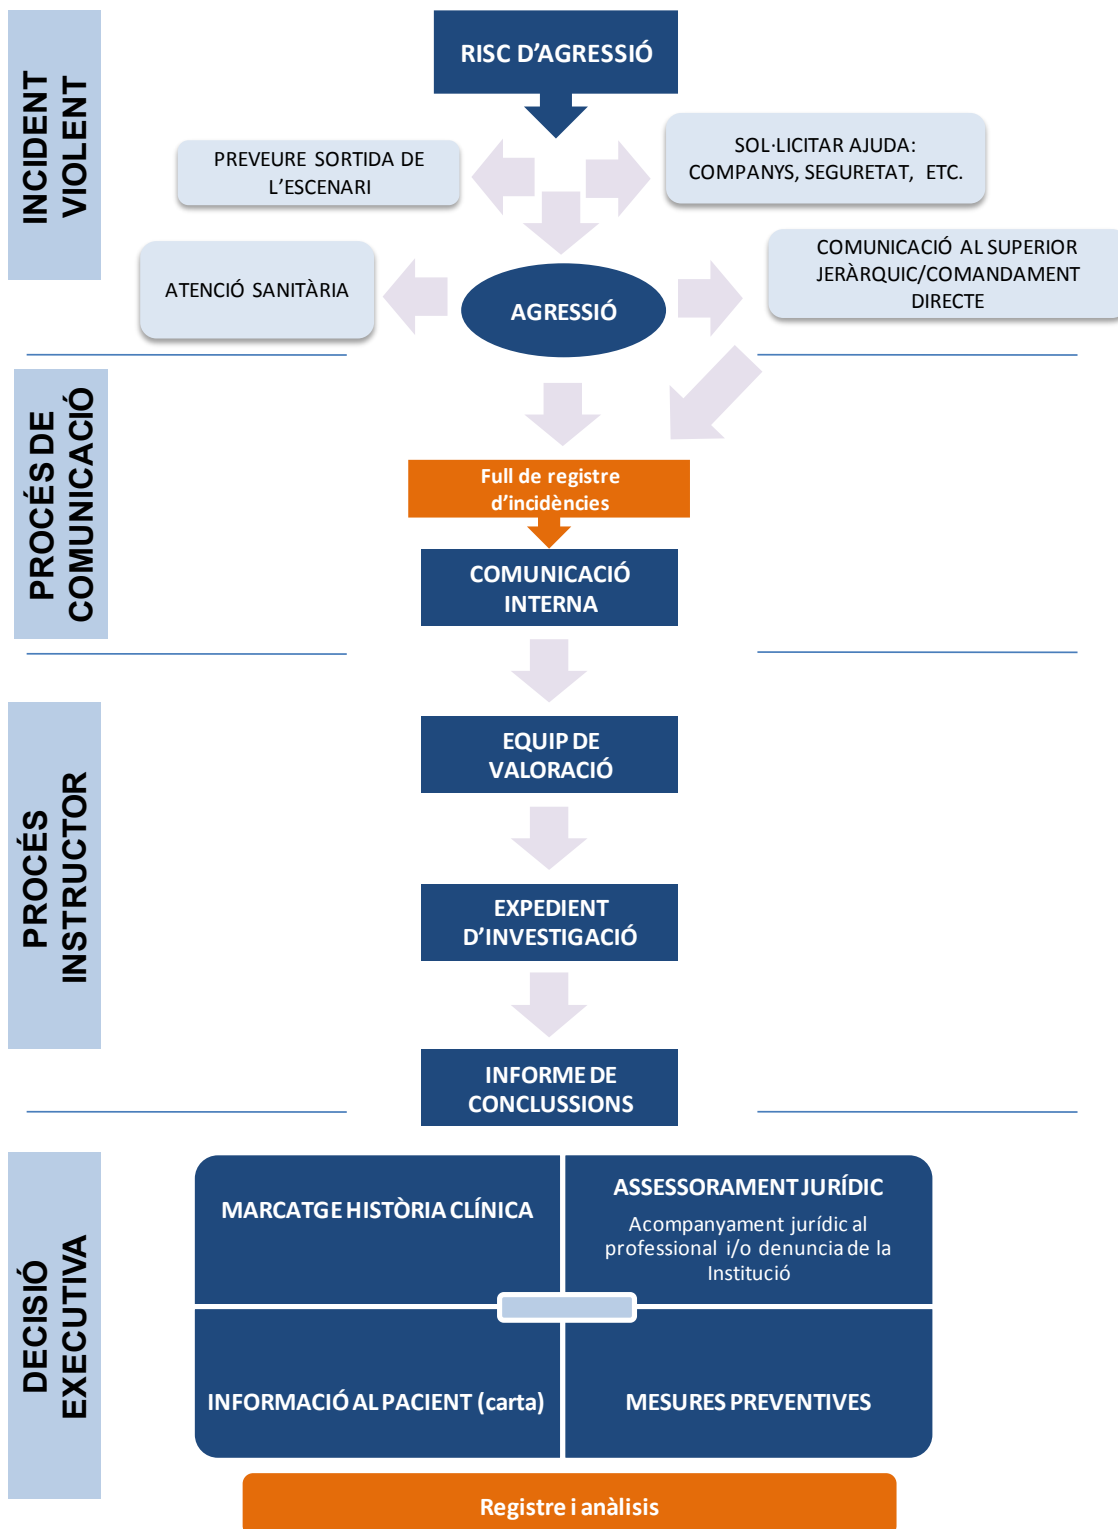 INCIDENT
VIOLENT
RISC D’AGRESSIÓ
PREVEURE SORTIDA DE
L’ESCENARI
SOL·LICITAR AJUDA:
COMPANYS, SEGURETAT, ETC.
ATENCIÓ SANITÀRIA
AGRESSIÓ
COMUNICACIÓ AL SUPERIOR
JERÀRQUIC/COMANDAMENT
DIRECTE
PROCÉS DE
COMUNICACIÓ
Full de registre
d’incidències
COMUNICACIÓ
INTERNA
PROCÉS
INSTRUCTOR
EQUIP DE
VALORACIÓ
EXPEDIENT
D’INVESTIGACIÓ
INFORME DE
CONCLUSSIONS
DECISIÓ
EXECUTIVA
MARCATGE HISTÒRIA CLÍNICA
ASSESSORAMENT JURÍDIC
Acompanyament jurídic al
professional i/o denuncia de la
Institució
INFORMACIÓ AL PACIENT (carta)
MESURES PREVENTIVES
Registre i anàlisis